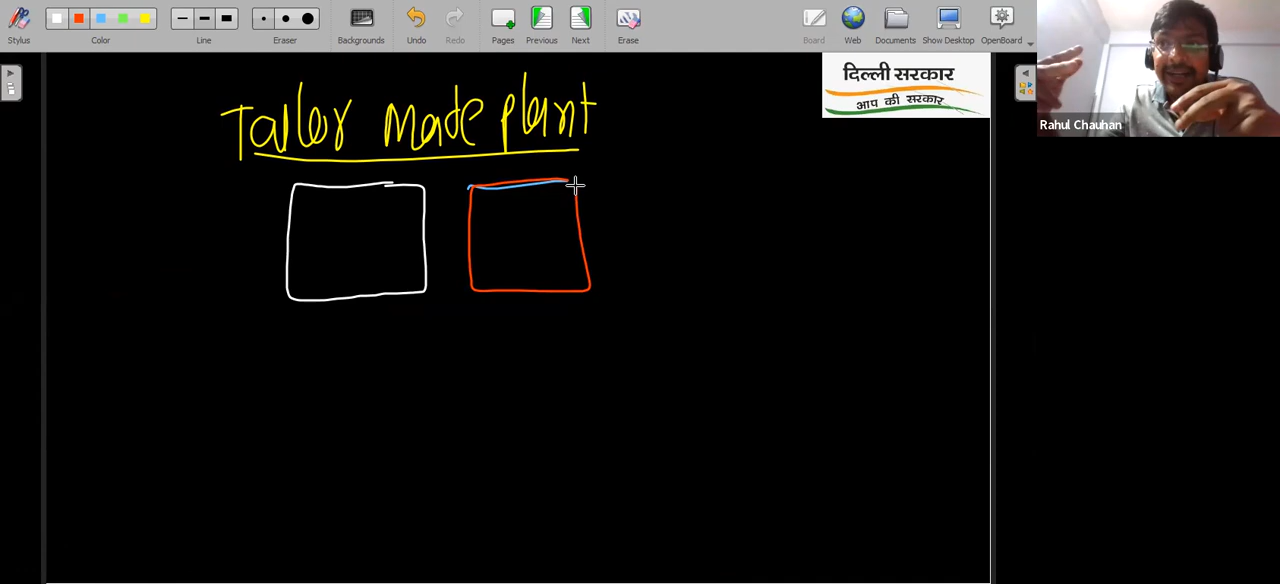 Stylus
Color
Line
Eraser
Backgrounds
Undo
Redo
Pages
Previous
Next
Erase
Board
Web
Documents
Show Desktop
OpenBoard
दिल्ली सरकार
आप की सरकार
Rahul Chauhan
Tailor Made plant